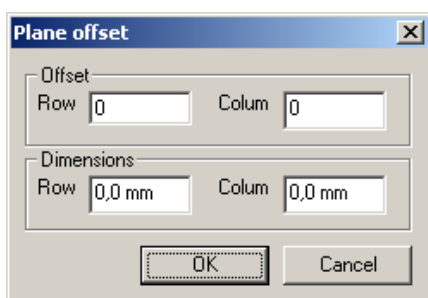 Plane offset
Offset
Row 0 Colum 0
Dimensions
Row 0,0 mm Colum 0,0 mm
OK Cancel